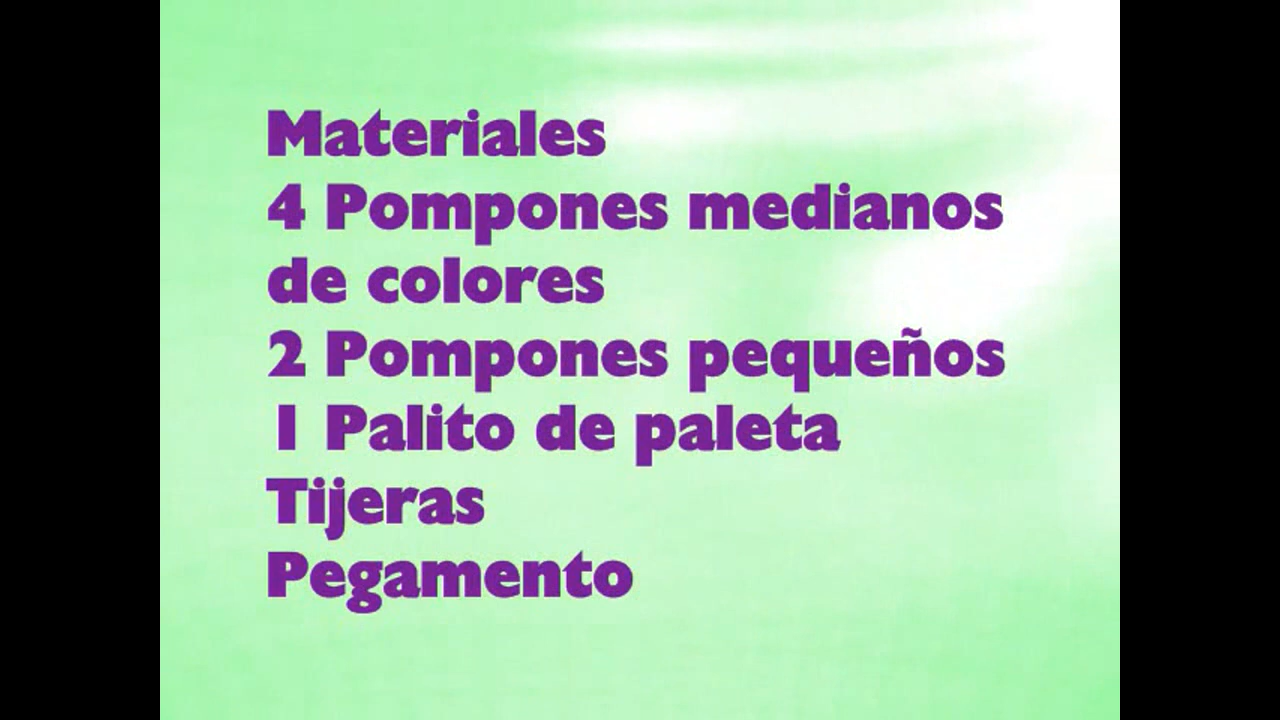 Materiales
4 Pompones medianos
de colores
2 Pompones pequeños
1 Palito de paleta
Tijeras
Pegamento